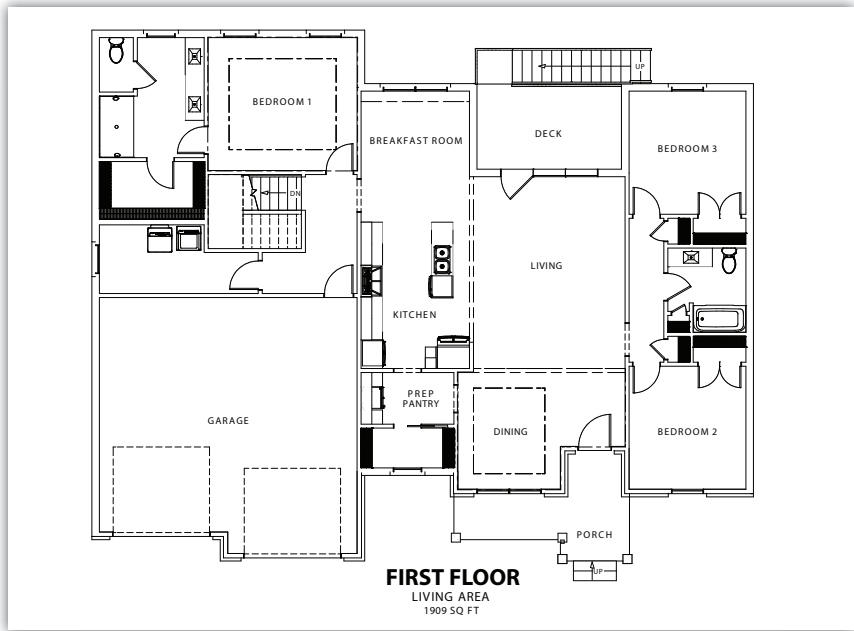 UP
BEDROOM 1
DECK
BREAKFAST ROOM
BEDROOM 3
DN
LIVING
KITCHEN
PREP
PANTRY
GARAGE
DINING
BEDROOM 2
PORCH
UP
FIRST FLOOR
LIVING AREA
1909 SQ FT